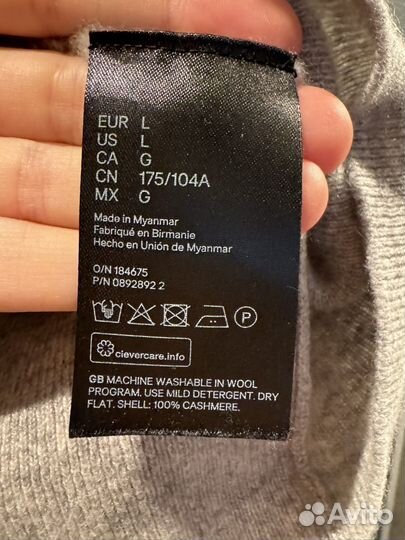 EUR L
US L
CA G
CN 175/104A
MX G
Made in Myanmar
Fabriqué en Birmanie
Hecho en Unión de Myanmar
O/N 184675
P/N 0892892 2
P
clevercare.info
GB MACHINE WASHABLE IN WOOL
PROGRAM. USE MILD DETERGENT. DRY
FLAT. SHELL: 100% CASHMERE.
Avito